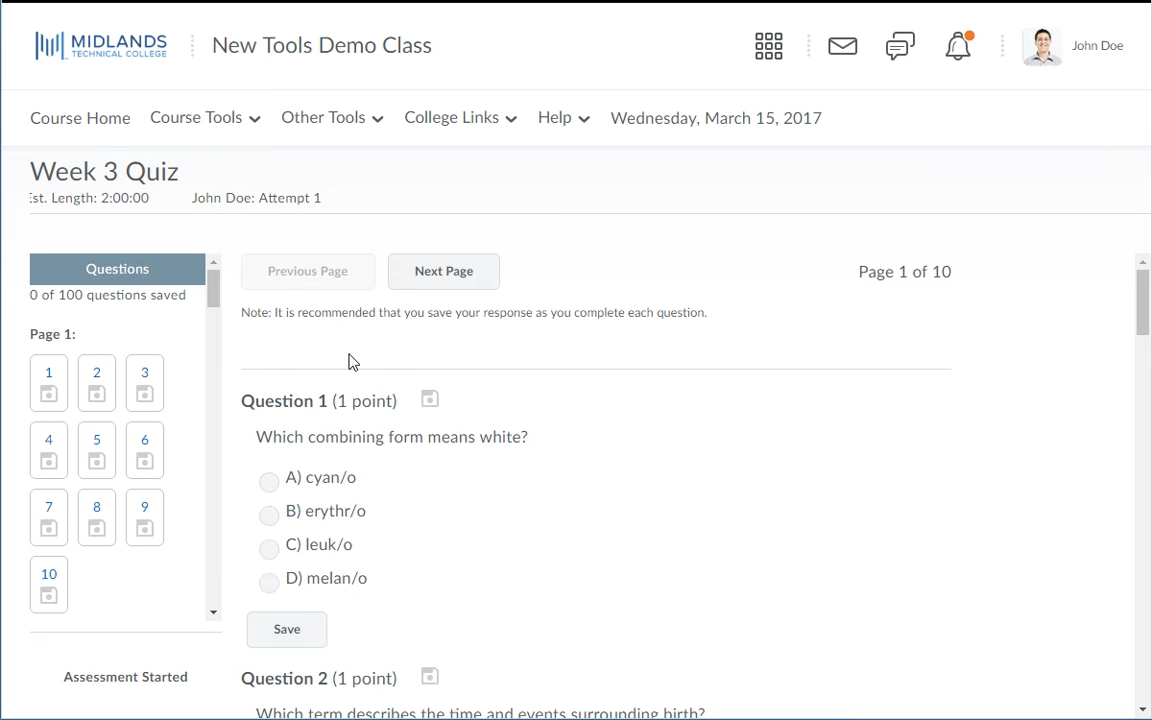 MIDLANDS
TECHNICAL COLLEGE
New Tools Demo Class
John Doe
Course Home
Course Tools
Other Tools
College Links
Help
Wednesday, March 15, 2017
Week 3 Quiz
Est. Length: 2:00:00
John Doe: Attempt 1
Questions
0 of 100 questions saved
Page 1:
1
2
3
4
5
6
7
8
9
10
Assessment Started
Previous Page
Next Page
Page 1 of 10
Note: It is recommended that you save your response as you complete each question.
Question 1 (1 point)
Which combining form means white?
A) cyan/o
B) erythr/o
C) leuk/o
D) melan/o
Save
Question 2 (1 point)
Which term describes the time and events surrounding birth?